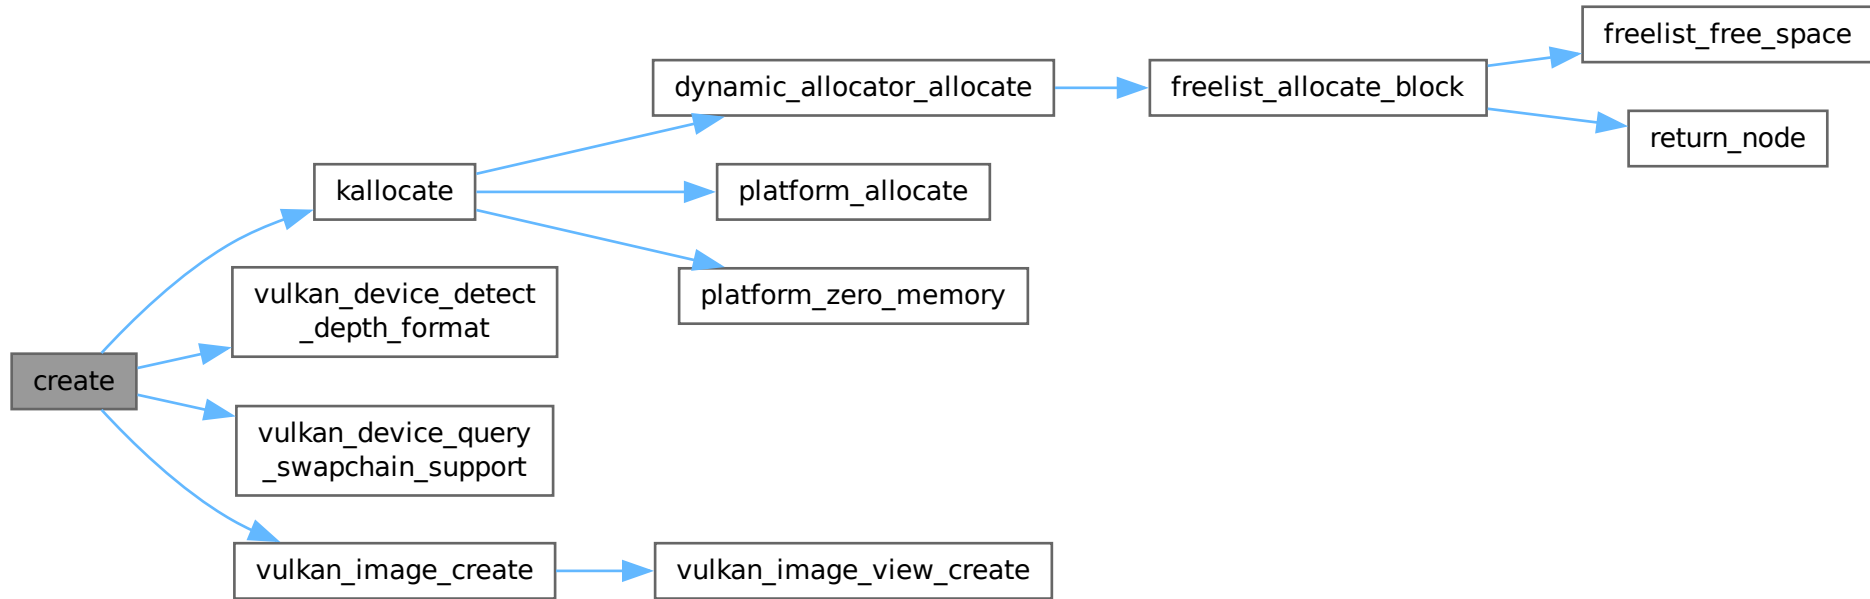 create
kallocate
vulkan_device_detect
_depth_format
vulkan_device_query
_swapchain_support
vulkan_image_create
dynamic_allocator_allocate
platform_allocate
platform_zero_memory
vulkan_image_view_create
freelist_allocate_block
freelist_free_space
return_node